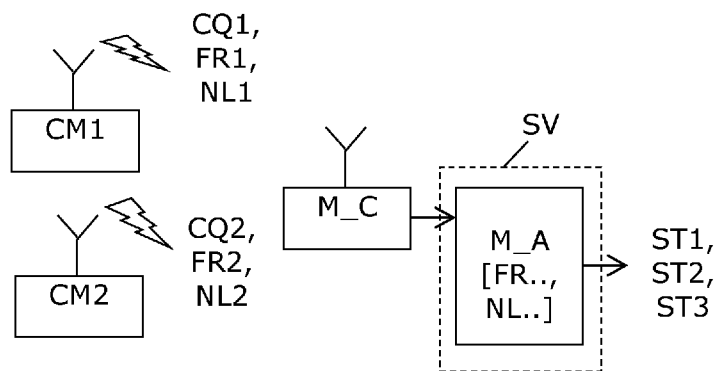 CQ1,
FR1,
NL1
CM1
CQ2,
FR2,
NL2
CM2
M_C
SV
M_A
[FR..,
NL..]
ST1,
ST2,
ST3